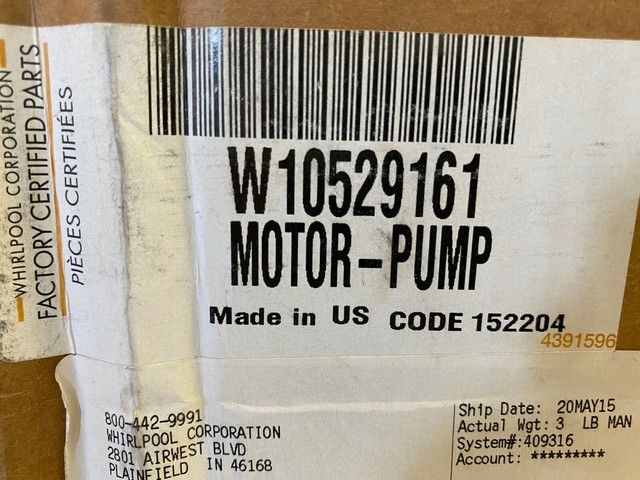 WHIRLPOOL CORPORATION
FACTORY CERTIFIED PARTS
PIÈCES CERTIFIÉES
W10529161
MOTOR-PUMP
Made in US CODE 152204
4391596
800-442-9991
WHIRLPOOL CORPORATION
2801 AIRWEST BLVD
PLAINFIELD IN 46168
Ship Date: 20MAY15
Actual Wgt: 3 LB MAN
System#: 409316
Account: *********